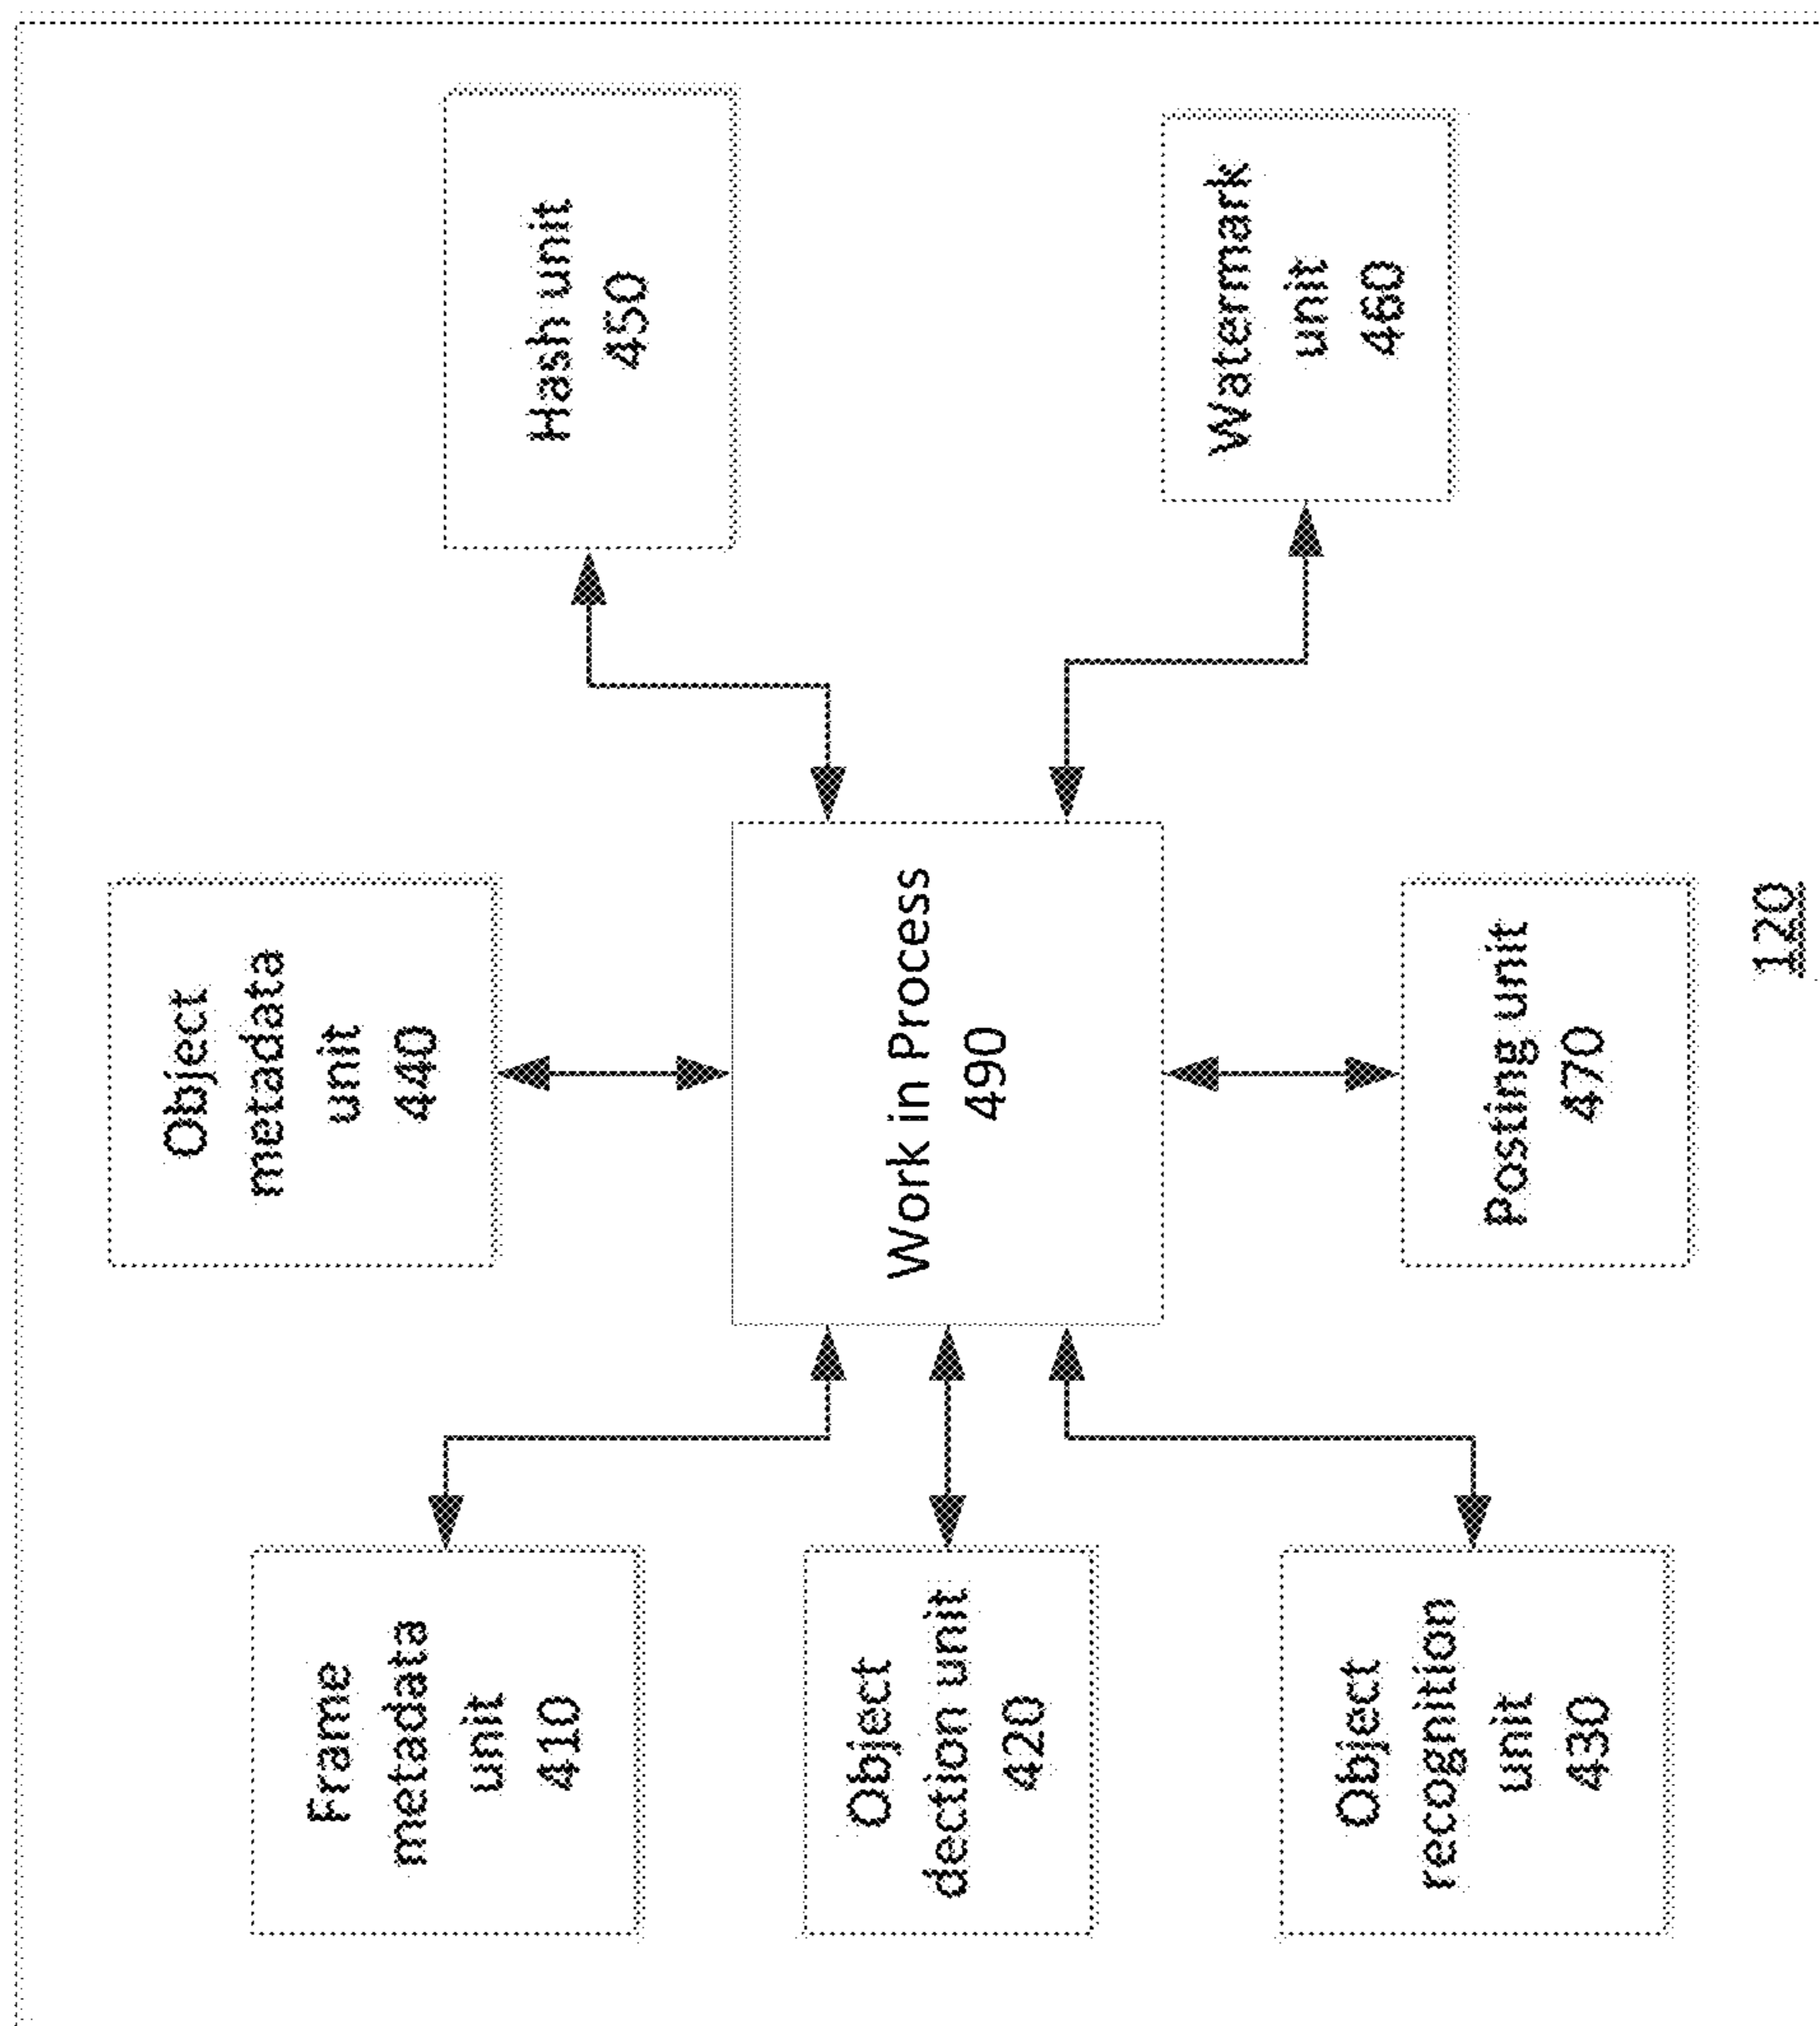 Frame
metadata
unit
410
Object
dection unit
420
Object
recognition
unit
430
Object
metadata
unit
440
Work in Process
490
Posting unit
470
Hash unit
450
Watermark
unit
460
120